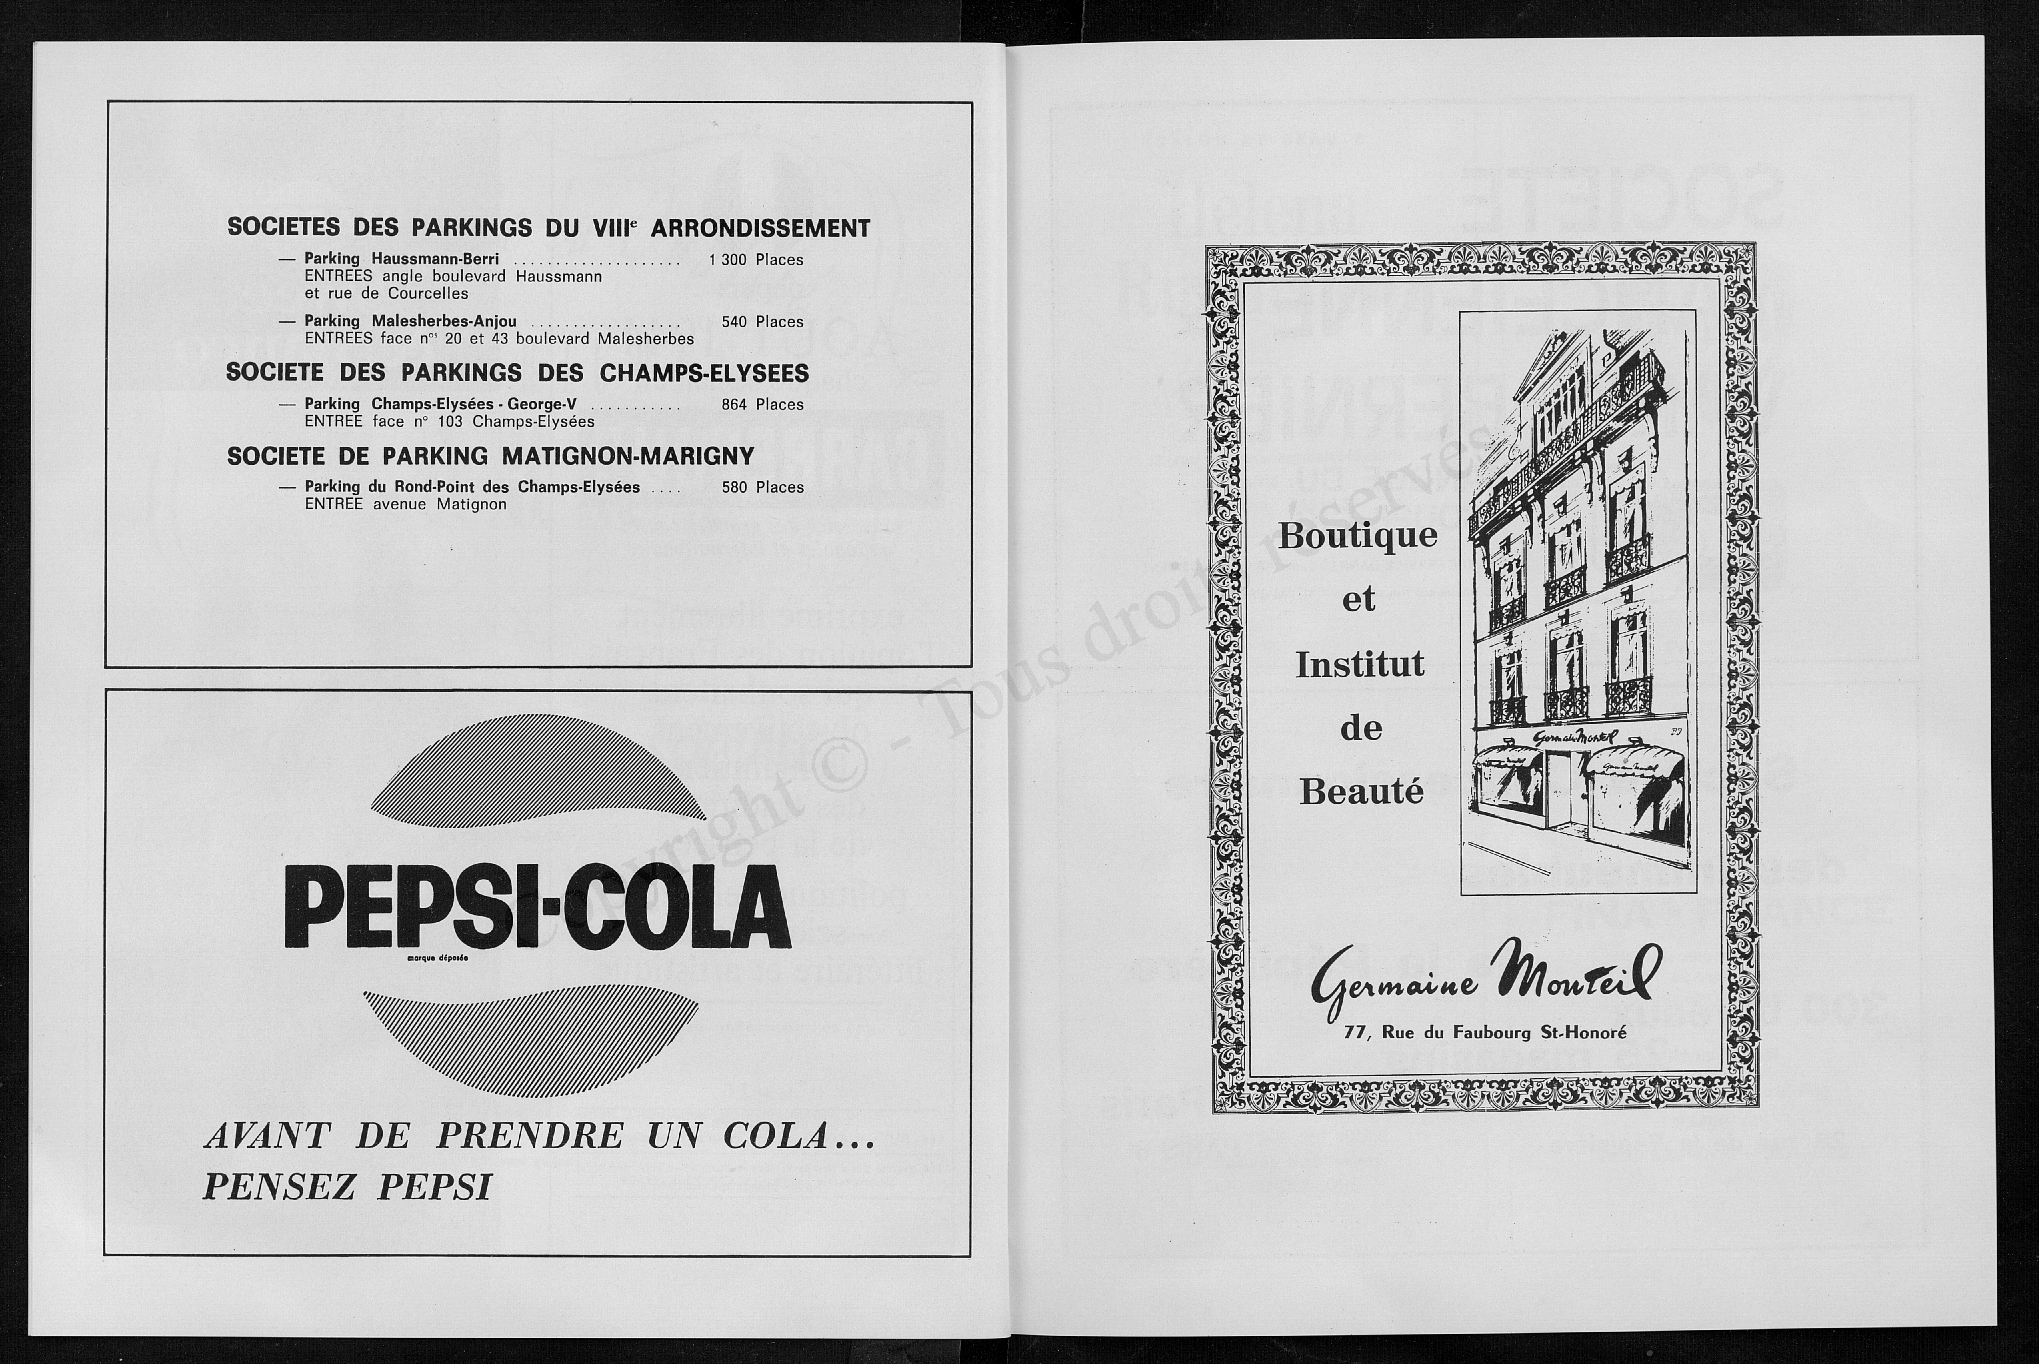 SOCIETES DES PARKINGS DU VIIIe ARRONDISSEMENT
— Parking Haussmann-Berri .................... 1 300 Places
ENTREES angle boulevard Haussmann
et rue de Courcelles
— Parking Malesherbes-Anjou .................. 540 Places
ENTREES face nos 20 et 43 boulevard Malesherbes
SOCIETE DES PARKINGS DES CHAMPS-ELYSEES
— Parking Champs-Elysées - George-V ........... 864 Places
ENTREE face n° 103 Champs-Elysées
SOCIETE DE PARKING MATIGNON-MARIGNY
— Parking du Rond-Point des Champs-Elysées .... 580 Places
ENTREE avenue Matignon
PEPSI-COLA
marque déposée
AVANT DE PRENDRE UN COLA...
PENSEZ PEPSI
Boutique
et
Institut
de
Beauté
Germaine Monteil
Germaine Monteil
77, Rue du Faubourg St-Honoré
Copyright © - Tous droits réservés